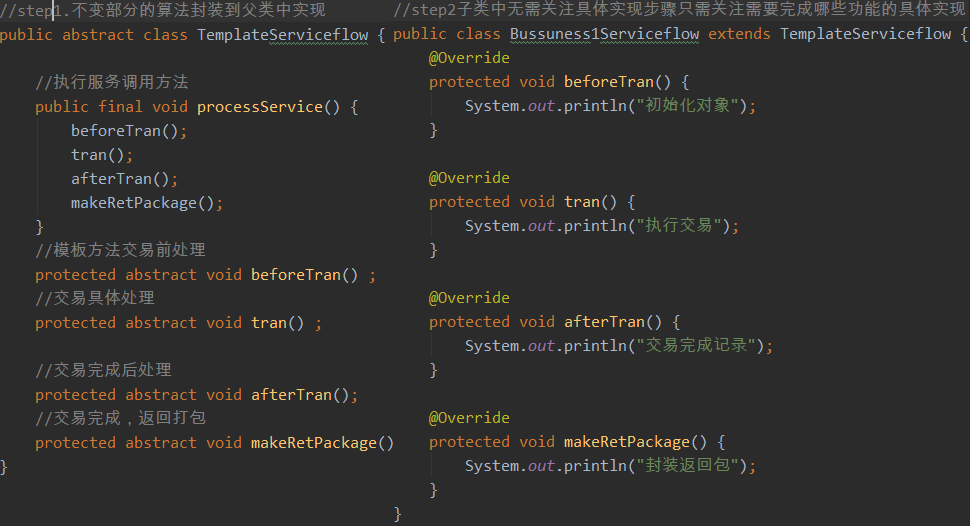 //step1.不变部分的算法封装到父类中实现
public abstract class TemplateServiceflow {
//执行服务调用方法
public final void processService() {
beforeTran();
tran();
afterTran();
makeRetPackage();
}
//模板方法交易前处理
protected abstract void beforeTran() ;
//交易具体处理
protected abstract void tran() ;
//交易完成后处理
protected abstract void afterTran();
//交易完成，返回打包
protected abstract void makeRetPackage()
}
//step2子类中无需关注具体实现步骤只需关注需要完成哪些功能的具体实现
public class Bussuness1Serviceflow extends TemplateServiceflow {
@Override
protected void beforeTran() {
System.out.println("初始化对象");
}
@Override
protected void tran() {
System.out.println("执行交易");
}
@Override
protected void afterTran() {
System.out.println("交易完成记录");
}
@Override
protected void makeRetPackage() {
System.out.println("封装返回包");
}
}